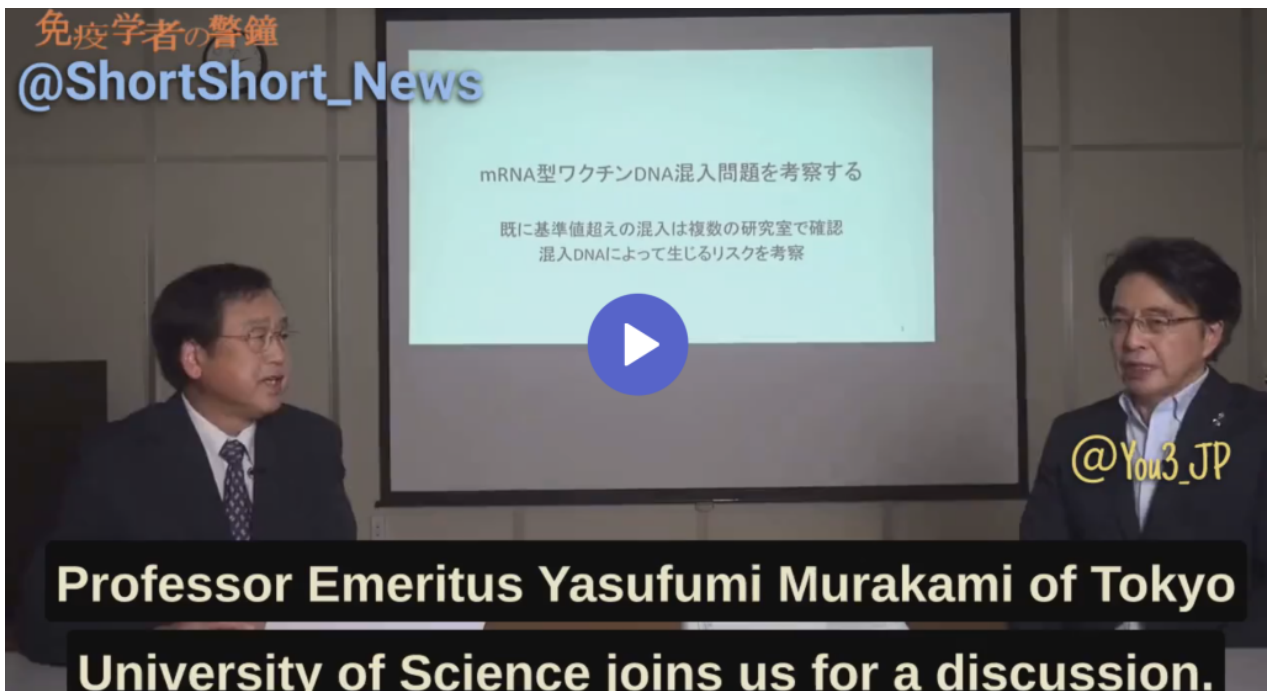 免疫学者の警鐘
@ShortShort_News
mRNA型ワクチンDNA混入問題を考察する
既に基準値超えの混入は複数の研究室で確認
混入DNAによって生じるリスクを考察
1
@You3_JP
Professor Emeritus Yasufumi Murakami of Tokyo
University of Science joins us for a discussion.